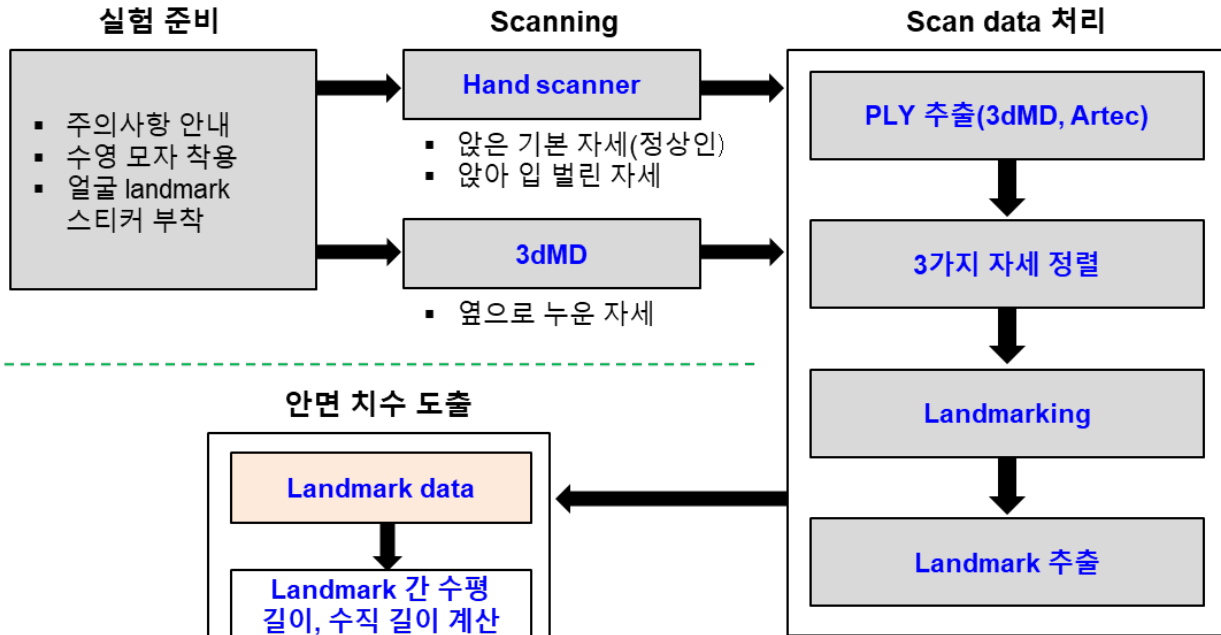 실험 준비
▪ 주의사항 안내
▪ 수영 모자 착용
▪ 얼굴 landmark
스티커 부착
Scanning
Hand scanner
▪ 앉은 기본 자세(정상인)
▪ 앉아 입 벌린 자세
3dMD
▪ 옆으로 누운 자세
Scan data 처리
PLY 추출(3dMD, Artec)
3가지 자세 정렬
Landmarking
Landmark 추출
안면 치수 도출
Landmark data
Landmark 간 수평
길이, 수직 길이 계산